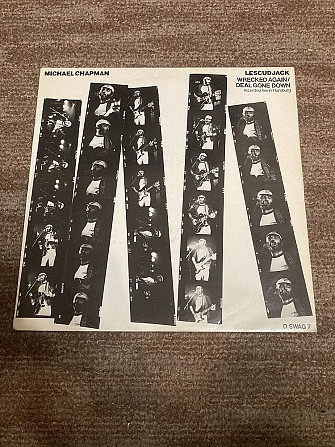 MICHAEL CHAPMAN
LESCUDJACK
WRECKED AGAIN/
DEAL GONE DOWN
recorded live in Hamburg
D SWAG 7